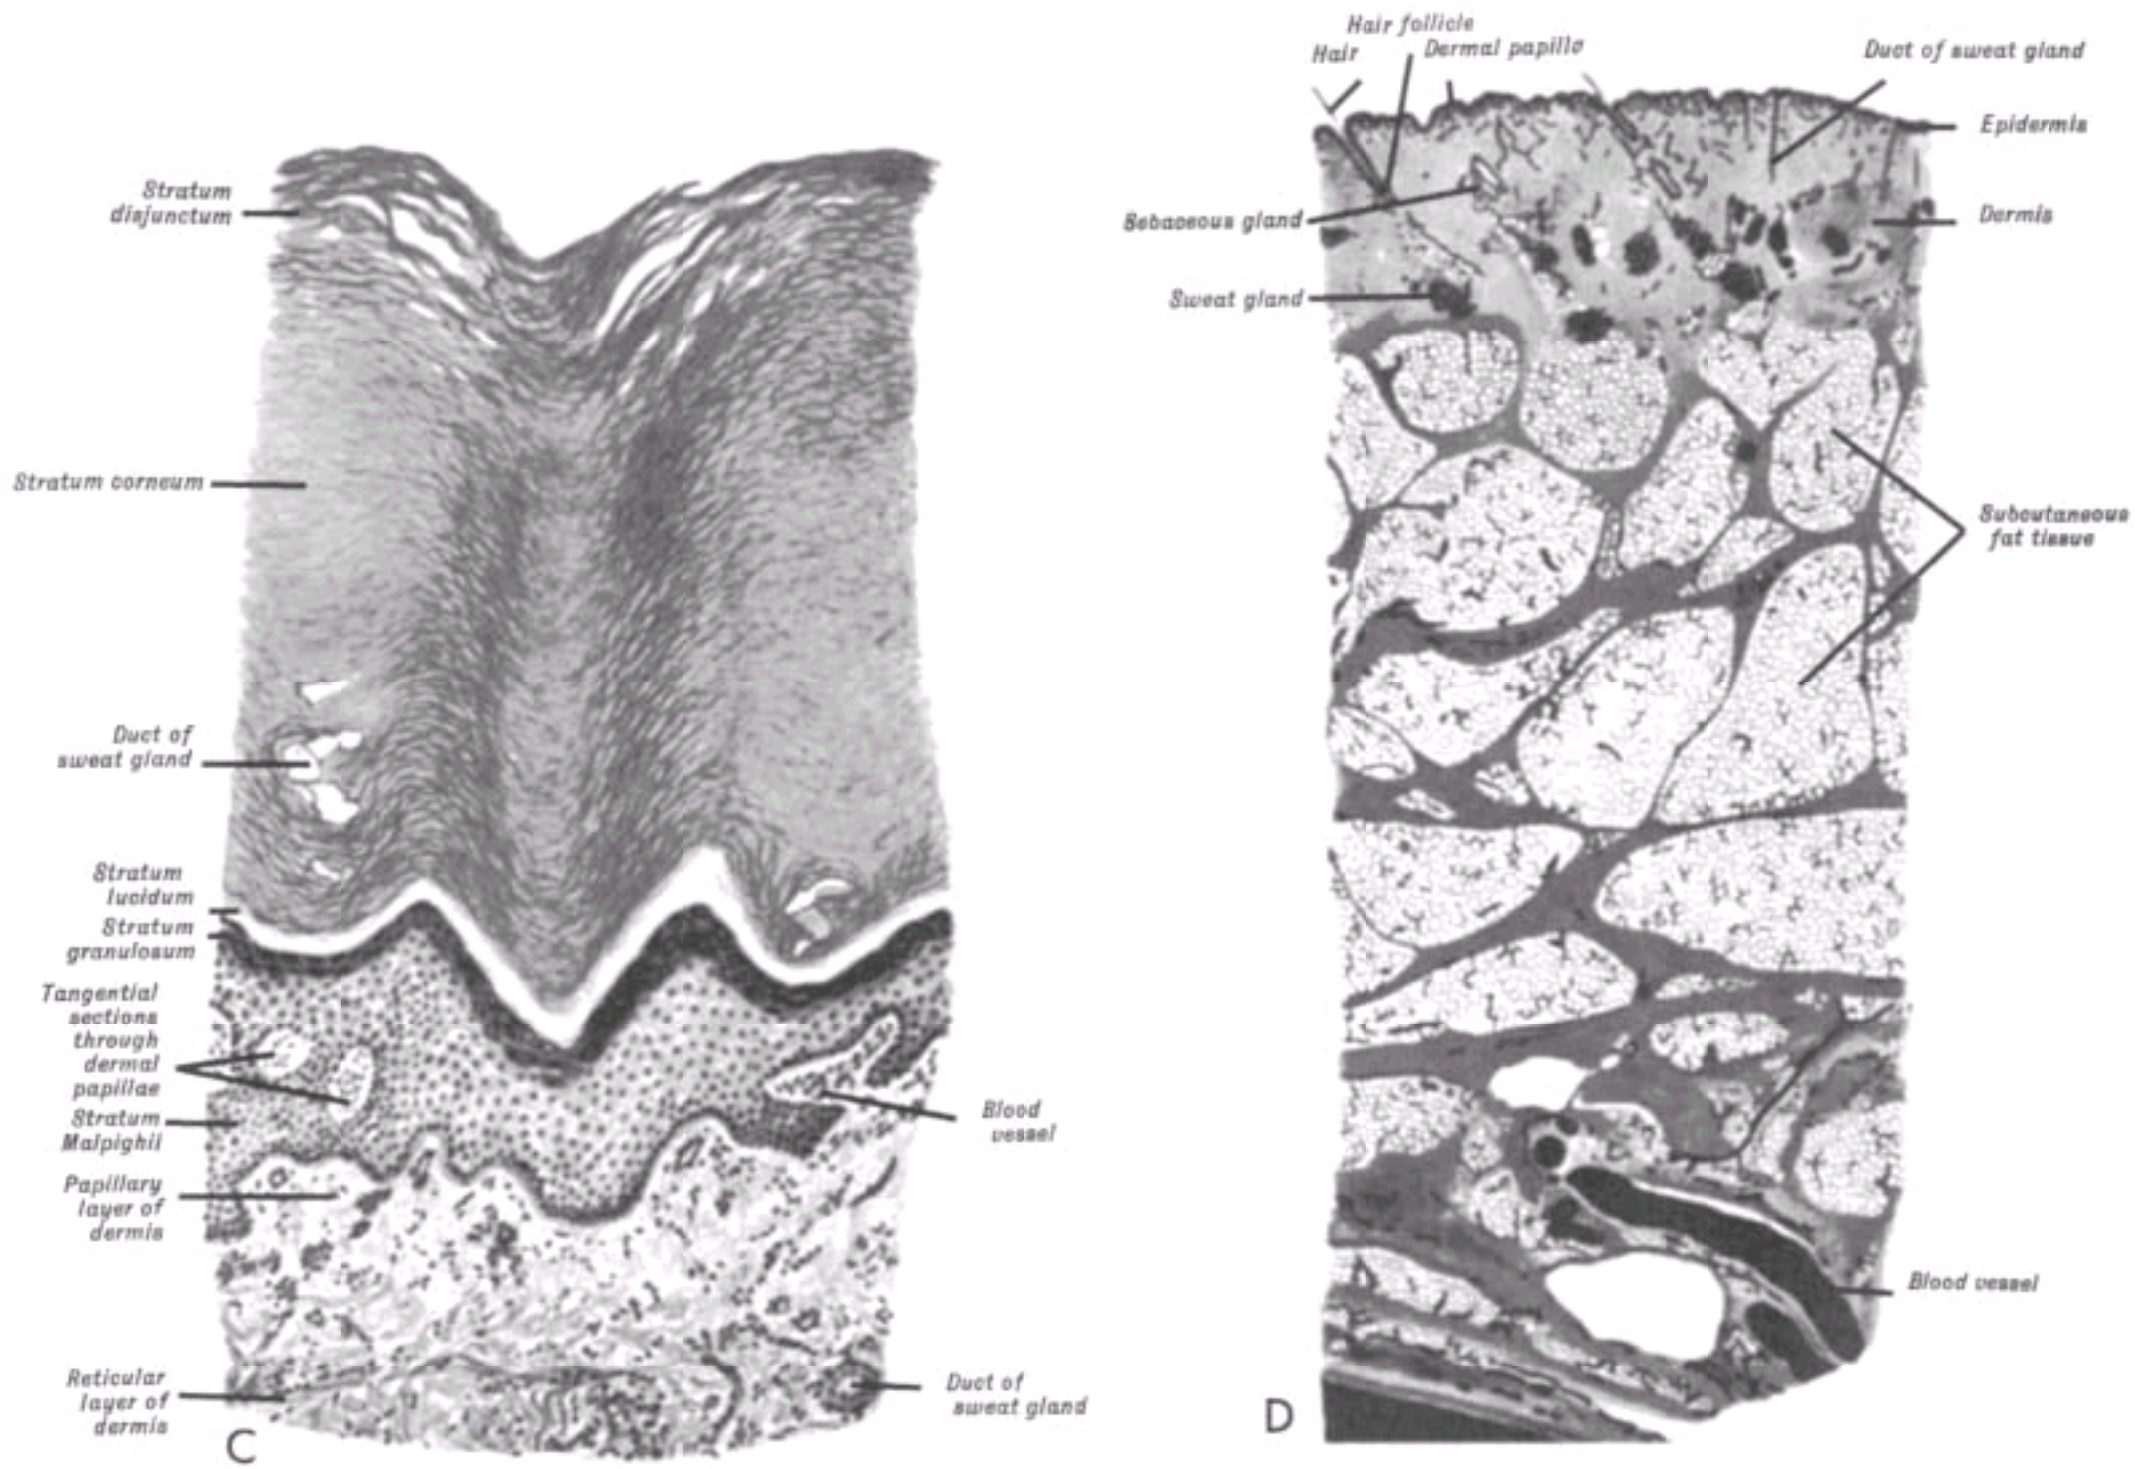 Stratum
disjunctum
Stratum corneum
Duct of
sweat gland
Stratum
lucidum
Stratum
granulosum
Tangential
sections
through
dermal
papillae
Stratum
Malpighii
Papillary
layer of
dermis
Reticular
layer of
dermis
Blood
vessel
Duct of
sweat gland
C
Hair follicle
Hair
Dermal papilla
Duct of sweat gland
Epidermis
Dermis
Sebaceous gland
Sweat gland
Subcutaneous
fat tissue
Blood vessel
D